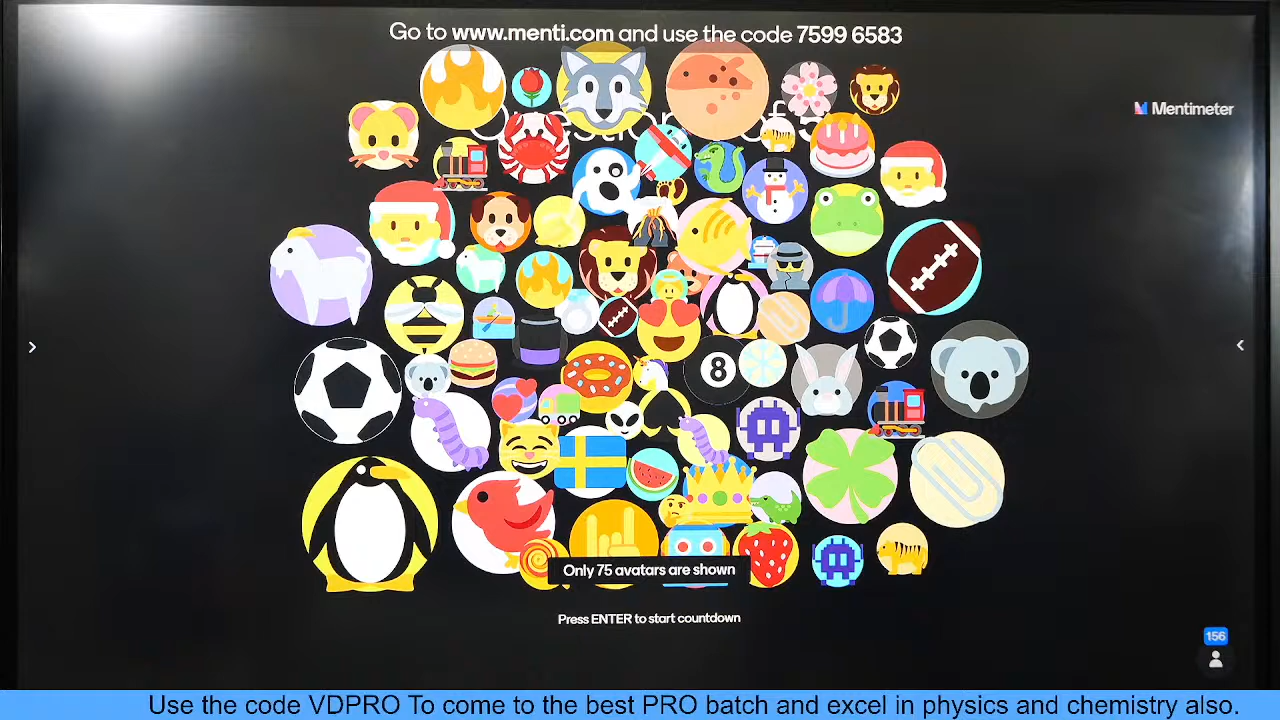 Go to www.menti.com and use the code 7599 6583
Mentimeter
8
Only 75 avatars are shown
Press ENTER to start countdown
156
Use the code VDPRO To come to the best PRO batch and excel in physics and chemistry also.